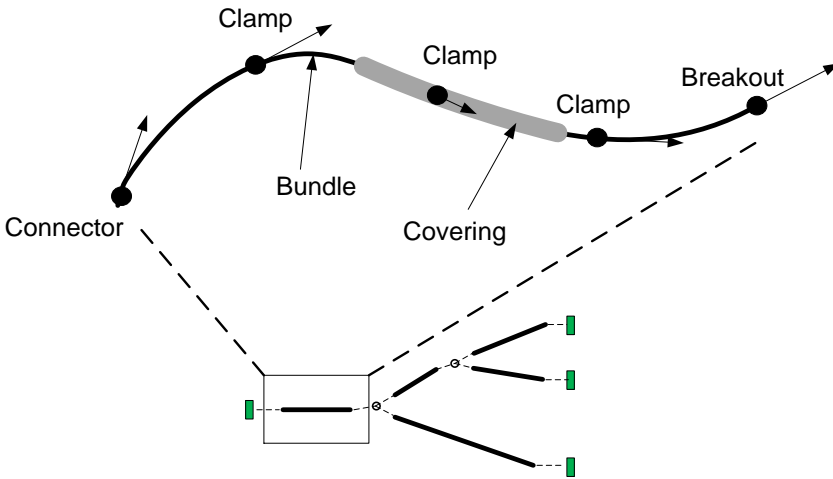 Clamp
Clamp
Breakout
Clamp
Bundle
Connector
Covering